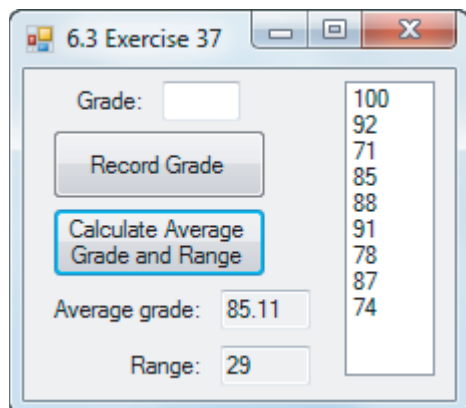 6.3 Exercise 37
Grade:
Record Grade
Calculate Average
Grade and Range
Average grade: 85.11
Range: 29
100
92
71
85
88
91
78
87
74